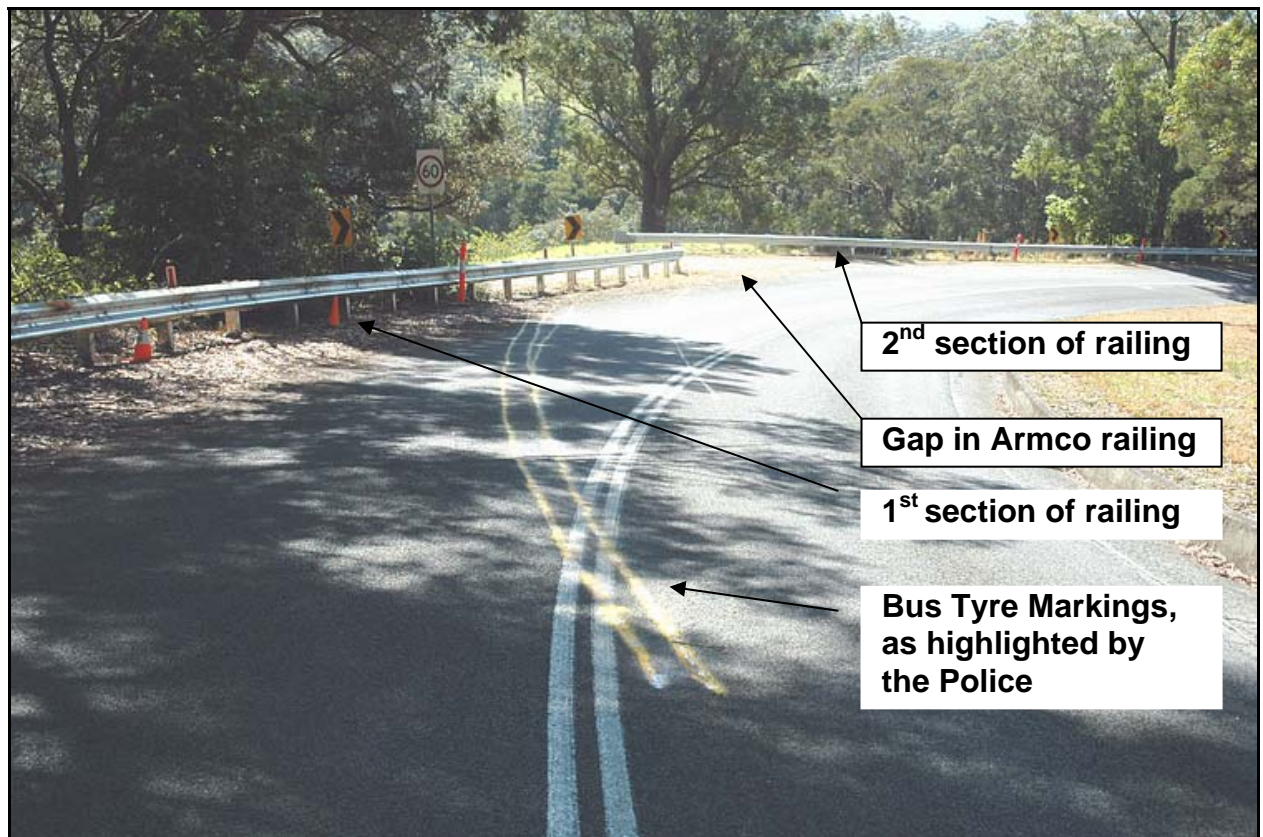 60
2nd section of railing
Gap in Armco railing
1st section of railing
Bus Tyre Markings,
as highlighted by
the Police